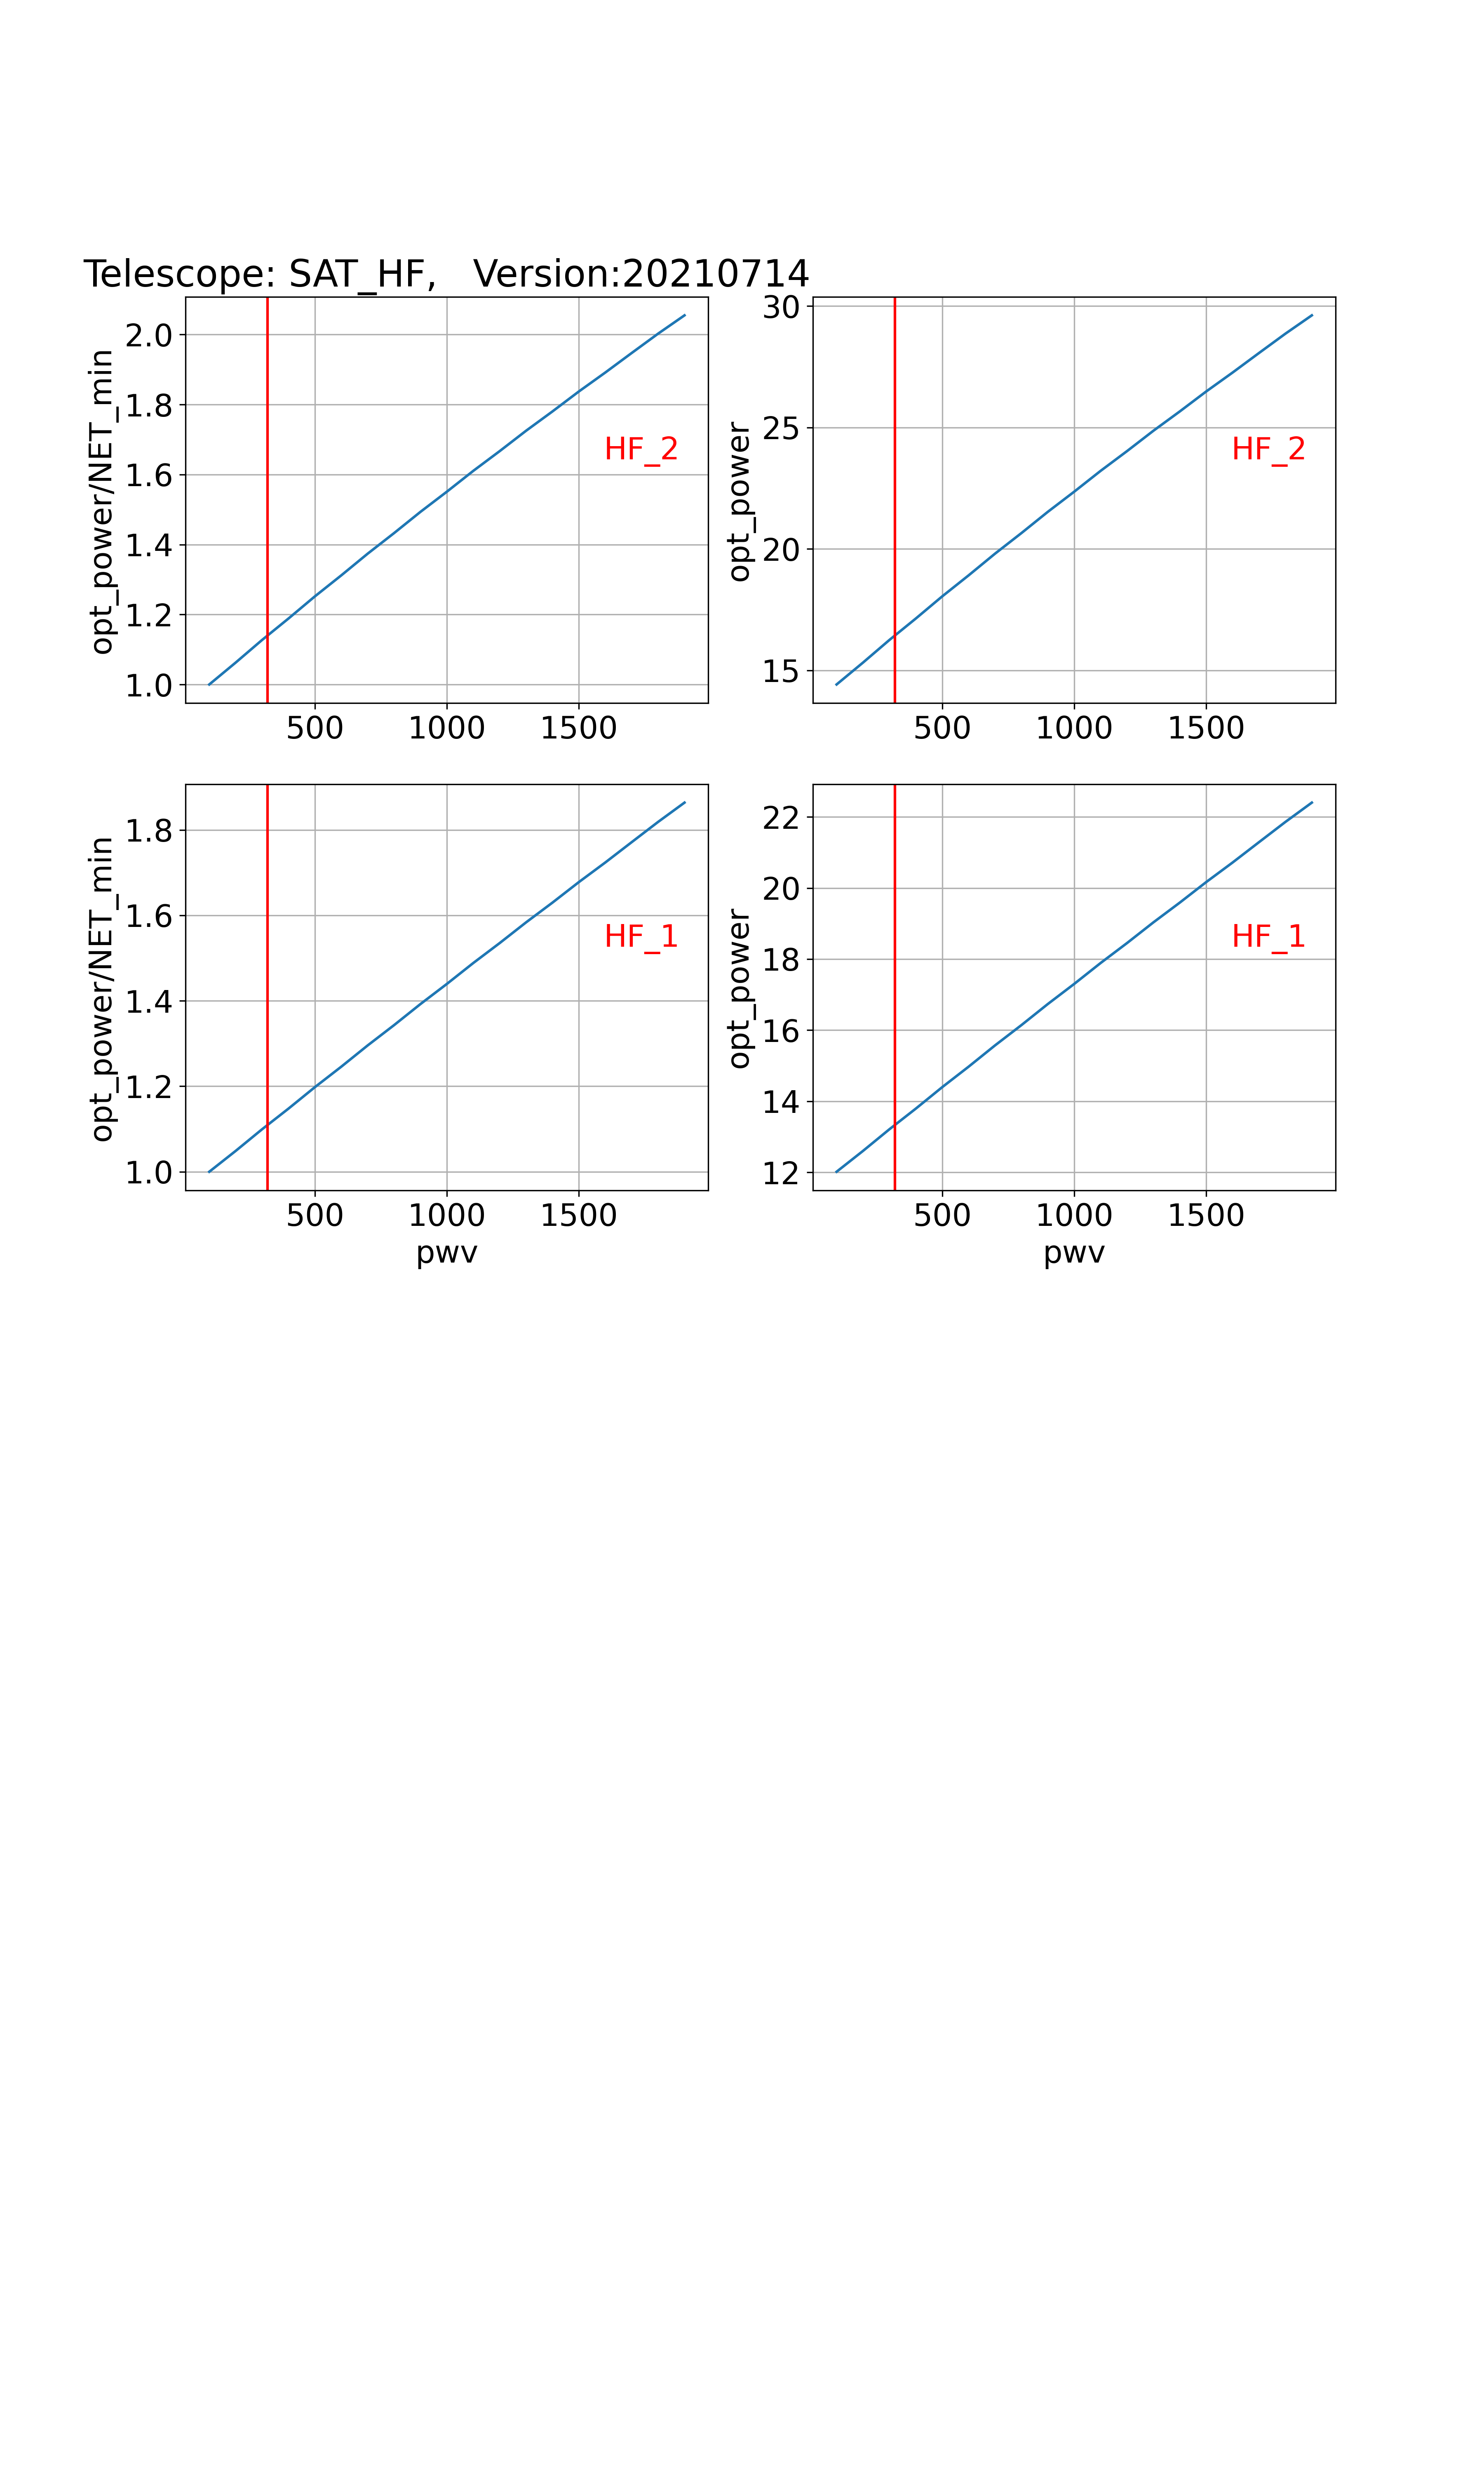 Telescope: SAT_HF,   Version:20210714
opt_power/NET_min
2.0
1.8
1.6
1.4
1.2
1.0
HF_2
500 1000 1500
opt_power
30
25
20
15
HF_2
500 1000 1500
opt_power/NET_min
1.8
1.6
1.4
1.2
1.0
HF_1
500 1000 1500
pwv
opt_power
22
20
18
16
14
12
HF_1
500 1000 1500
pwv